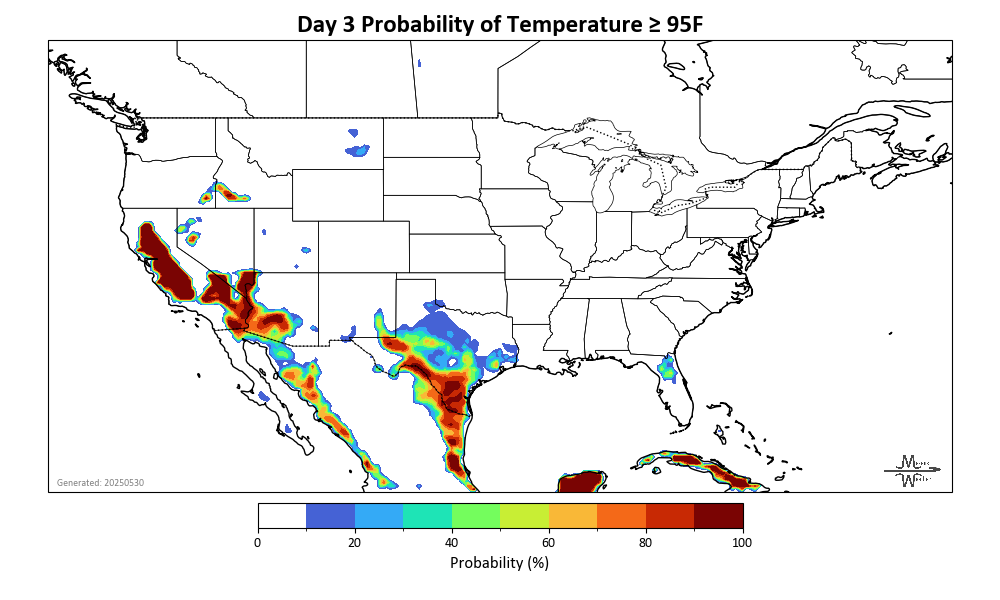 Day 3 Probability of Temperature ≥ 95F
Generated: 20250530
0 20 40 60 80 100
Probability (%)